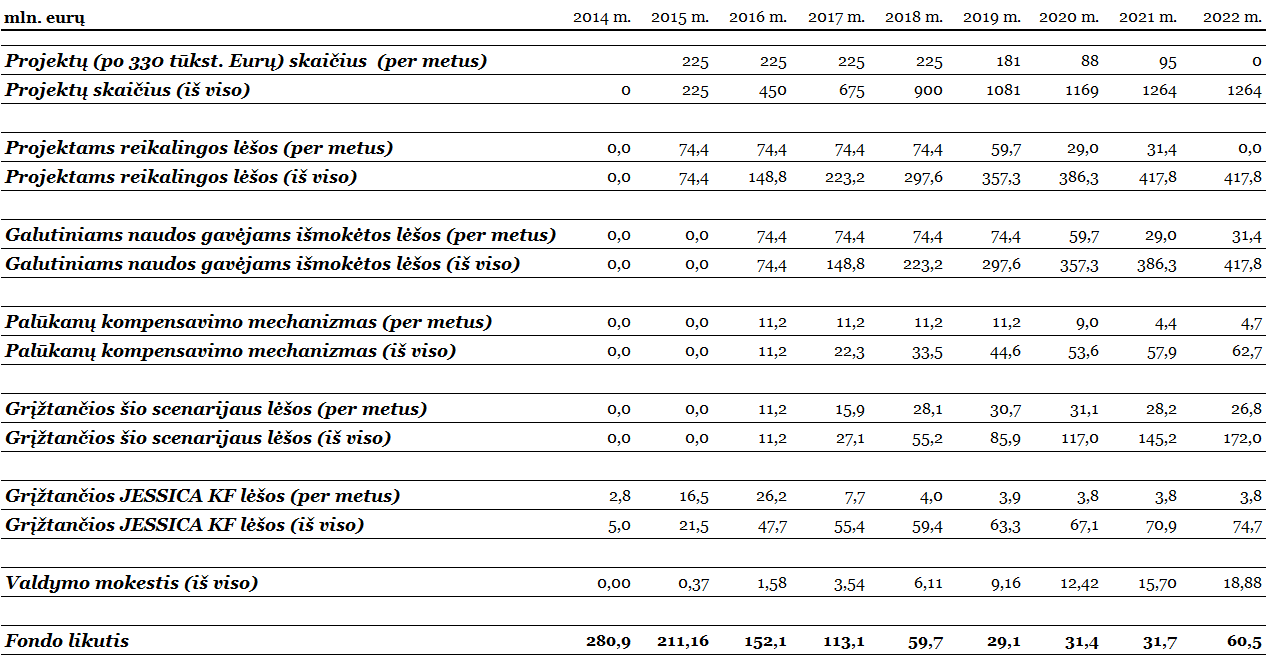 mln. eurų 2014 m. 2015 m. 2016 m. 2017 m. 2018 m. 2019 m. 2020 m. 2021 m. 2022 m.
Projektų (po 330 tūkst. Eurų) skaičius (per metus) 225 225 225 225 181 88 95 0
Projektų skaičius (iš viso) 0 225 450 675 900 1081 1169 1264 1264
Projektams reikalingos lėšos (per metus) 0,0 74,4 74,4 74,4 74,4 59,7 29,0 31,4 0,0
Projektams reikalingos lėšos (iš viso) 0,0 74,4 148,8 223,2 297,6 357,3 386,3 417,8 417,8
Galutiniams naudos gavėjams išmokėtos lėšos (per metus) 0,0 0,0 74,4 74,4 74,4 74,4 59,7 29,0 31,4
Galutiniams naudos gavėjams išmokėtos lėšos (iš viso) 0,0 0,0 74,4 148,8 223,2 297,6 357,3 386,3 417,8
Palūkanų kompensavimo mechanizmas (per metus) 0,0 0,0 11,2 11,2 11,2 11,2 9,0 4,4 4,7
Palūkanų kompensavimo mechanizmas (iš viso) 0,0 0,0 11,2 22,3 33,5 44,6 53,6 57,9 62,7
Grįžtančios šio scenarijaus lėšos (per metus) 0,0 0,0 11,2 15,9 28,1 30,7 31,1 28,2 26,8
Grįžtančios šio scenarijaus lėšos (iš viso) 0,0 0,0 11,2 27,1 55,2 85,9 117,0 145,2 172,0
Grįžtančios JESSICA KF lėšos (per metus) 2,8 16,5 26,2 7,7 4,0 3,9 3,8 3,8 3,8
Grįžtančios JESSICA KF lėšos (iš viso) 5,0 21,5 47,7 55,4 59,4 63,3 67,1 70,9 74,7
Valdymo mokestis (iš viso) 0,00 0,37 1,58 3,54 6,11 9,16 12,42 15,70 18,88
Fondo likutis 280,9 211,16 152,1 113,1 59,7 29,1 31,4 31,7 60,5